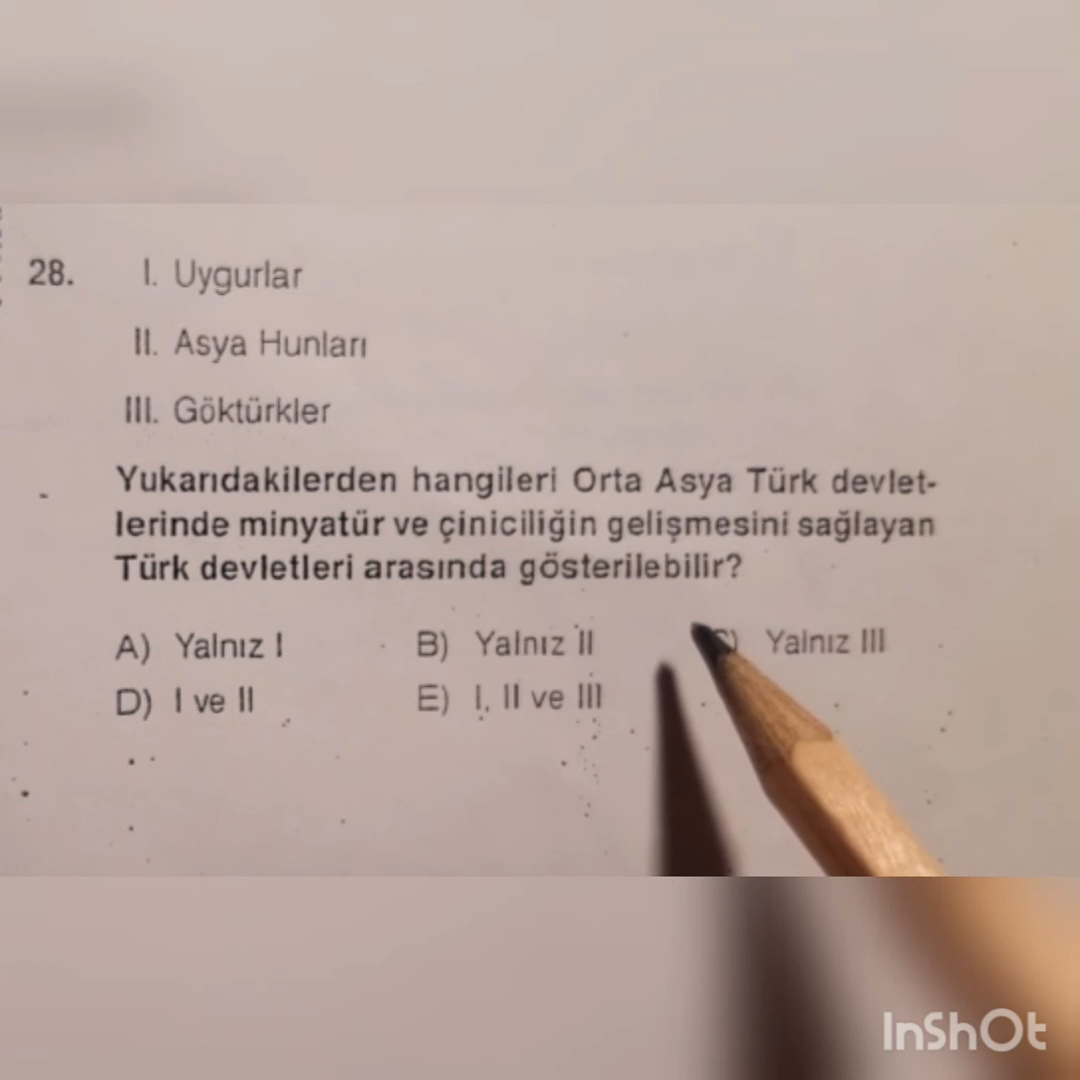 28. I. Uygurlar
II. Asya Hunları
III. Göktürkler
Yukarıdakilerden hangileri Orta Asya Türk devlet-
lerinde minyatür ve çiniciliğin gelişmesini sağlayan
Türk devletleri arasında gösterilebilir?
A) Yalnız I B) Yalnız II C) Yalnız III
D) I ve II E) I, II ve III
InShOt